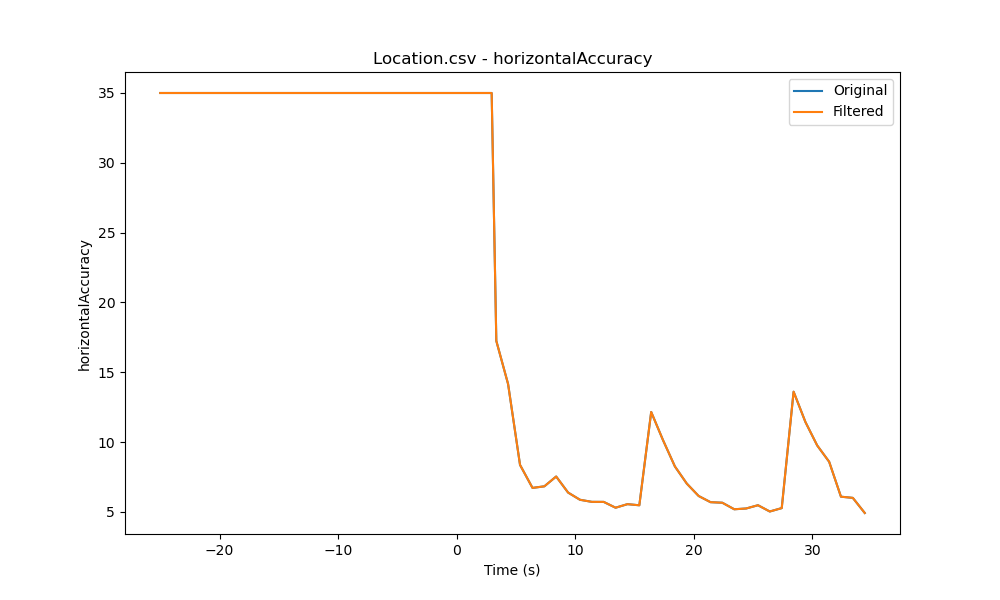 Location.csv - horizontalAccuracy
Original
Filtered
35
30
25
20
15
10
5
horizontalAccuracy
−20
−10
0
10
20
30
Time (s)